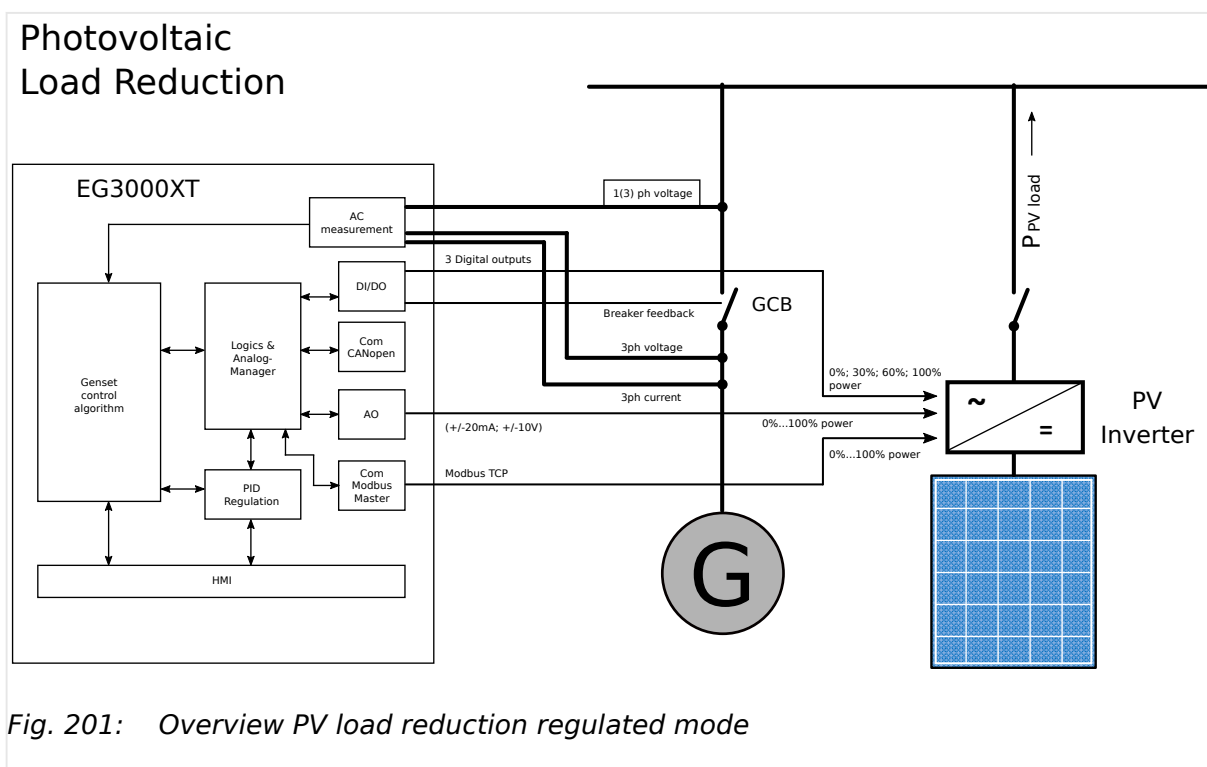 Photovoltaic
Load Reduction
EG3000XT
1(3) ph voltage
AC
measurement
P PV load
3 Digital outputs
DI/DO
GCB
Breaker feedback
Logics &
Analog-
Manager
Com
CANopen
3ph voltage
0%; 30%; 60%; 100%
power
Genset
control
algorithm
3ph current
AO
(+/-20mA; +/-10V)
0%...100% power
~
=
PV
Inverter
0%...100% power
Com
Modbus
Master
Modbus TCP
PID
Regulation
G
HMI
Fig. 201: Overview PV load reduction regulated mode